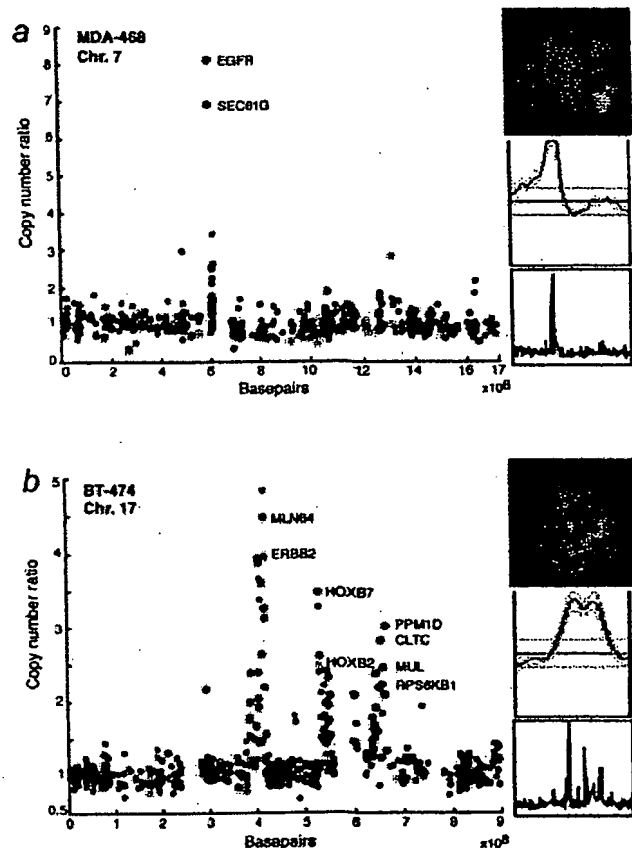 a
MDA-468
Chr. 7
EGFR
SEC61G
Copy number ratio
9
8
7
6
5
4
3
2
1
0
0 2 4 6 8 10 12 14 16 17
Basepairs
x10⁸
b
BT-474
Chr. 17
MLN64
ERBB2
HOXB7
PPM1D
CLTC
HOXB2
MUL
RPS6KB1
Copy number ratio
5
4
3
2
1
0.5
0 1 2 3 4 5 6 7 8 9
Basepairs
x10⁸